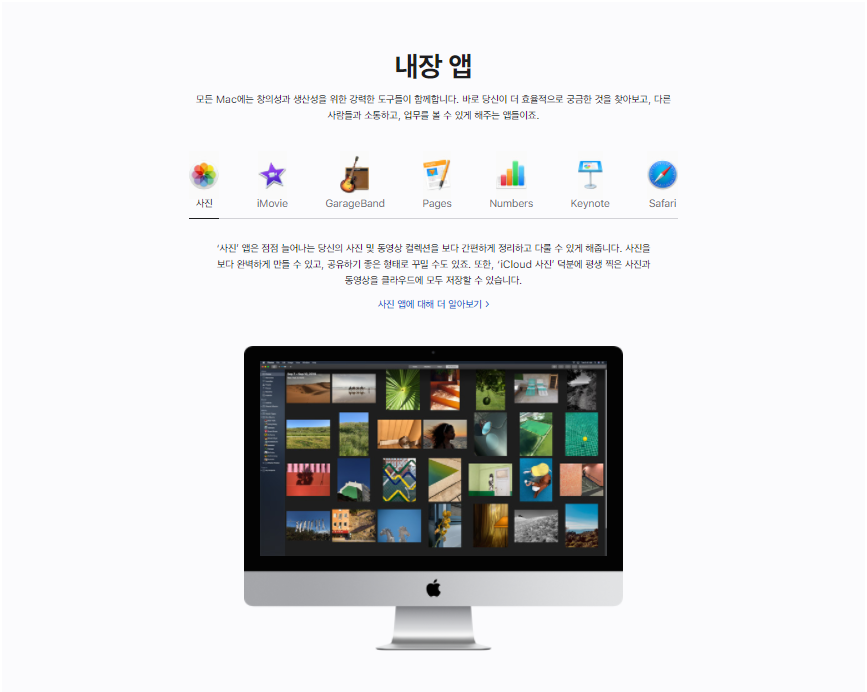 내장 앱
모든 Mac에는 창의성과 생산성을 위한 강력한 도구들이 함께합니다. 바로 당신이 더 효율적으로 궁금한 것을 찾아보고, 다른
사람들과 소통하고, 업무를 볼 수 있게 해주는 앱들이죠.
사진 iMovie GarageBand Pages Numbers Keynote Safari
‘사진’ 앱은 점점 늘어나는 당신의 사진 및 동영상 컬렉션을 보다 간편하게 정리하고 다룰 수 있게 해줍니다. 사진을
보다 완벽하게 만들 수 있고, 공유하기 좋은 형태로 꾸밀 수도 있죠. 또한, ‘iCloud 사진’ 덕분에 평생 찍은 사진과
동영상을 클라우드에 모두 저장할 수 있습니다.
사진 앱에 대해 더 알아보기 >